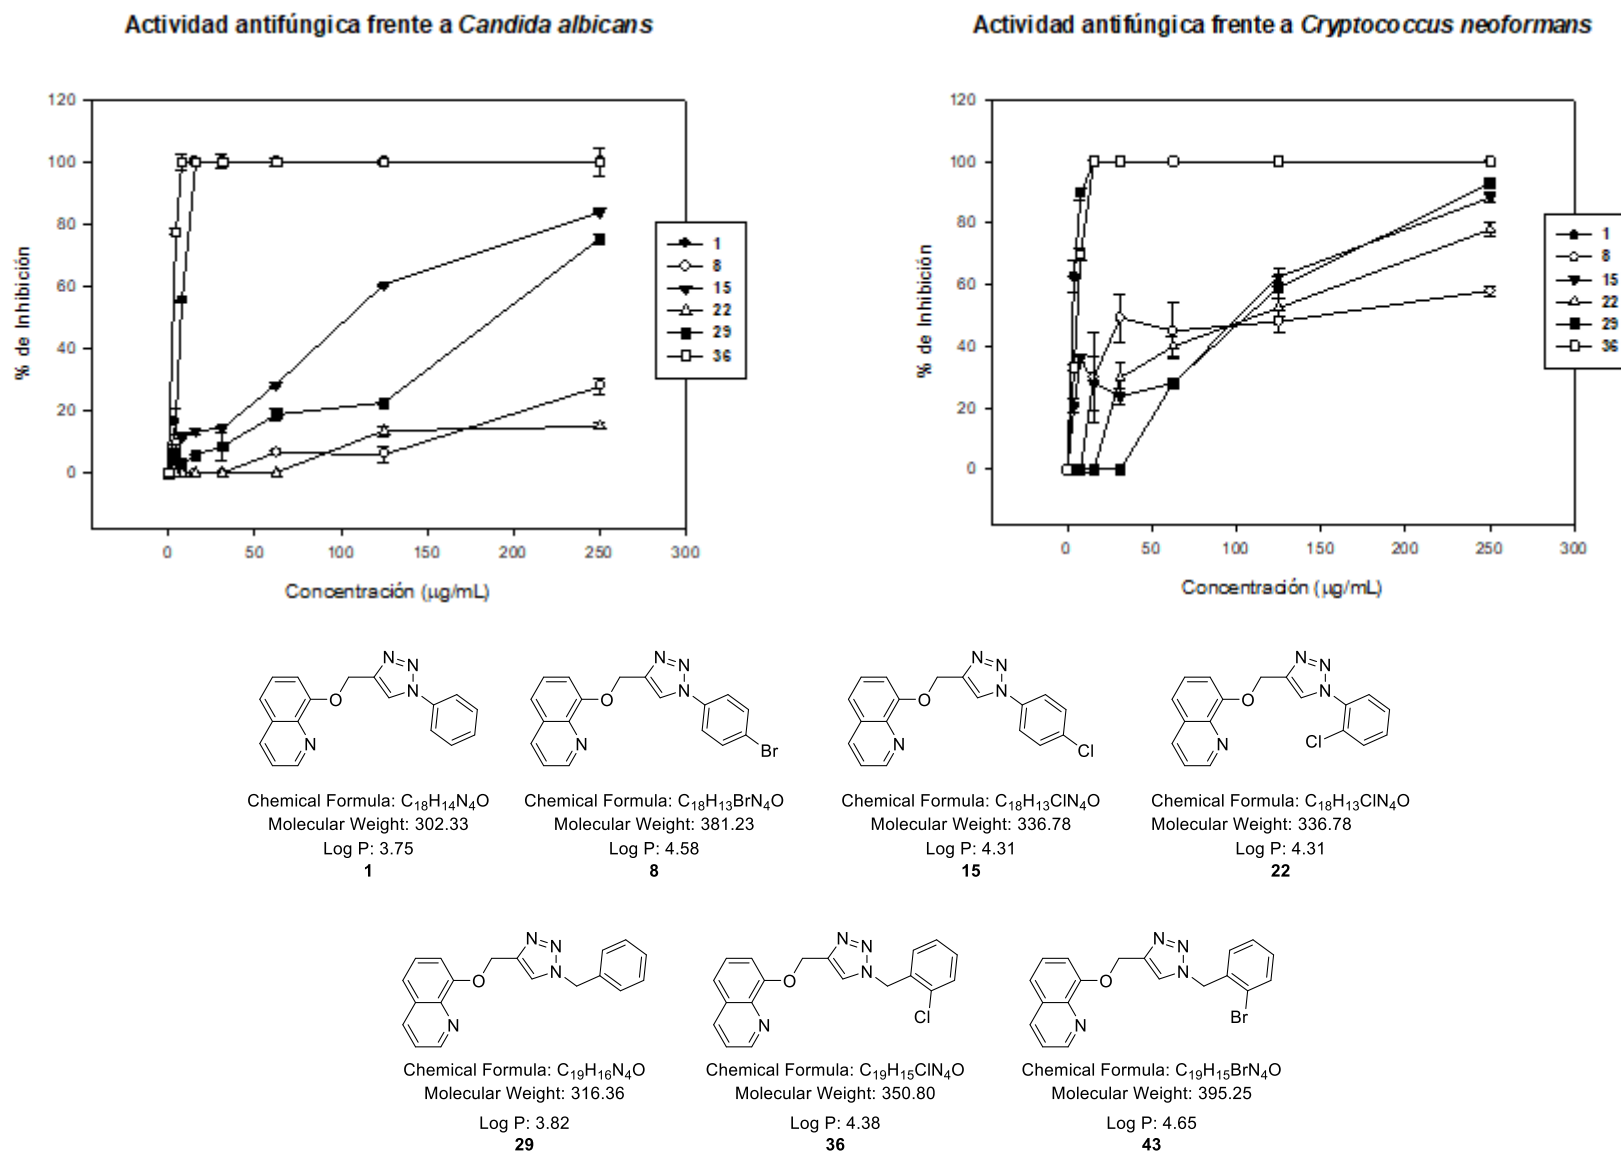 Actividad antifúngica frente a Candida albicans
120
100
80
60
40
20
0
% de Inhibición
0 50 100 150 200 250 300
Concentración (µg/mL)
1
8
15
22
29
36
Actividad antifúngica frente a Cryptococcus neoformans
120
100
80
60
40
20
0
% de Inhibición
0 50 100 150 200 250 300
Concentración (µg/mL)
1
8
15
22
29
36
N N
N
O
N
Chemical Formula: C₁₈H₁₄N₄O
Molecular Weight: 302.33
Log P: 3.75
1
N N
N
O
N
Br
Chemical Formula: C₁₈H₁₃BrN₄O
Molecular Weight: 381.23
Log P: 4.58
8
N N
N
O
N
Cl
Chemical Formula: C₁₈H₁₃ClN₄O
Molecular Weight: 336.78
Log P: 4.31
15
N N
N
O
Cl
N
Chemical Formula: C₁₈H₁₃ClN₄O
Molecular Weight: 336.78
Log P: 4.31
22
N N
N
O
N
Chemical Formula: C₁₉H₁₆N₄O
Molecular Weight: 316.36
Log P: 3.82
29
N N
N
O
Cl
N
Chemical Formula: C₁₉H₁₅ClN₄O
Molecular Weight: 350.80
Log P: 4.38
36
N N
N
O
Br
N
Chemical Formula: C₁₉H₁₅BrN₄O
Molecular Weight: 395.25
Log P: 4.65
43